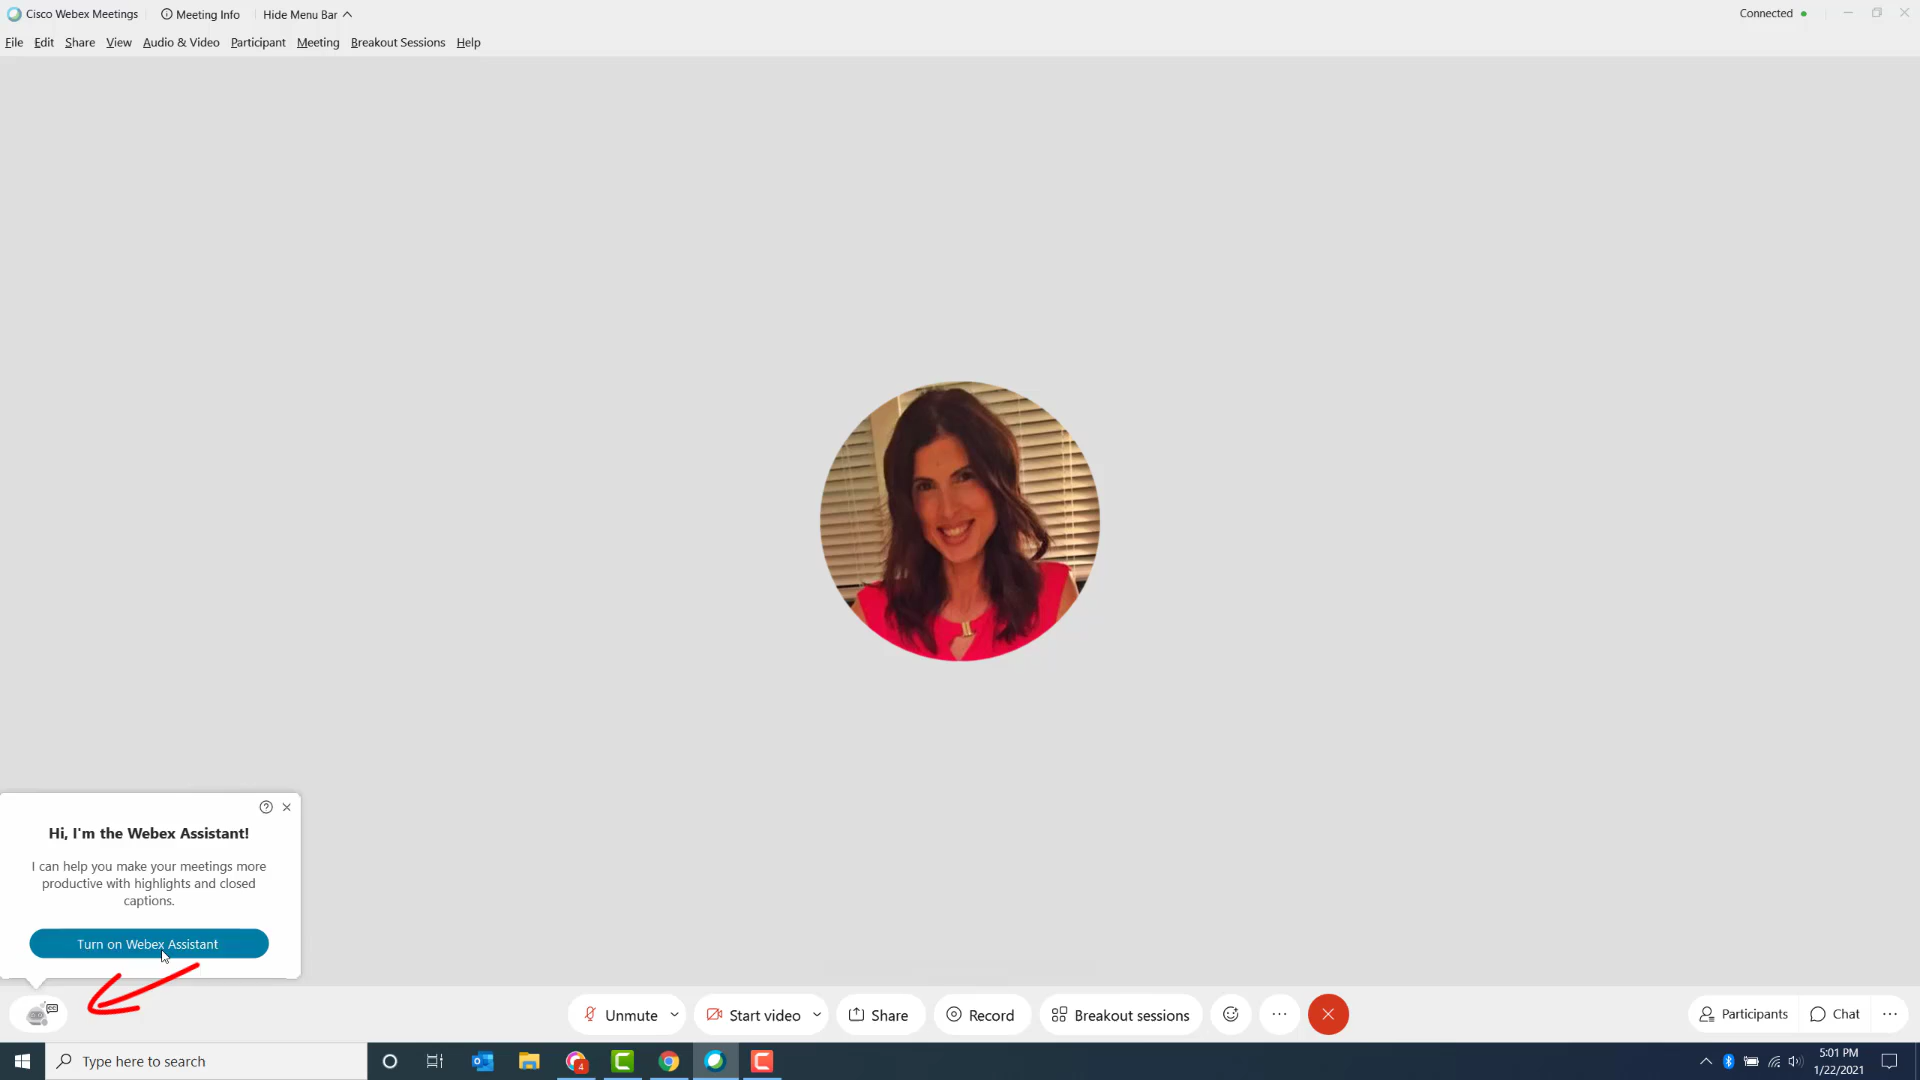 Cisco Webex Meetings
Meeting Info
Hide Menu Bar
Connected
File Edit Share View Audio & Video Participant Meeting Breakout Sessions Help
Hi, I'm the Webex Assistant!
I can help you make your meetings more
productive with highlights and closed
captions.
Turn on Webex Assistant
Unmute
Start video
Share
Record
Breakout sessions
Participants
Chat
Type here to search
4
5:01 PM
1/22/2021